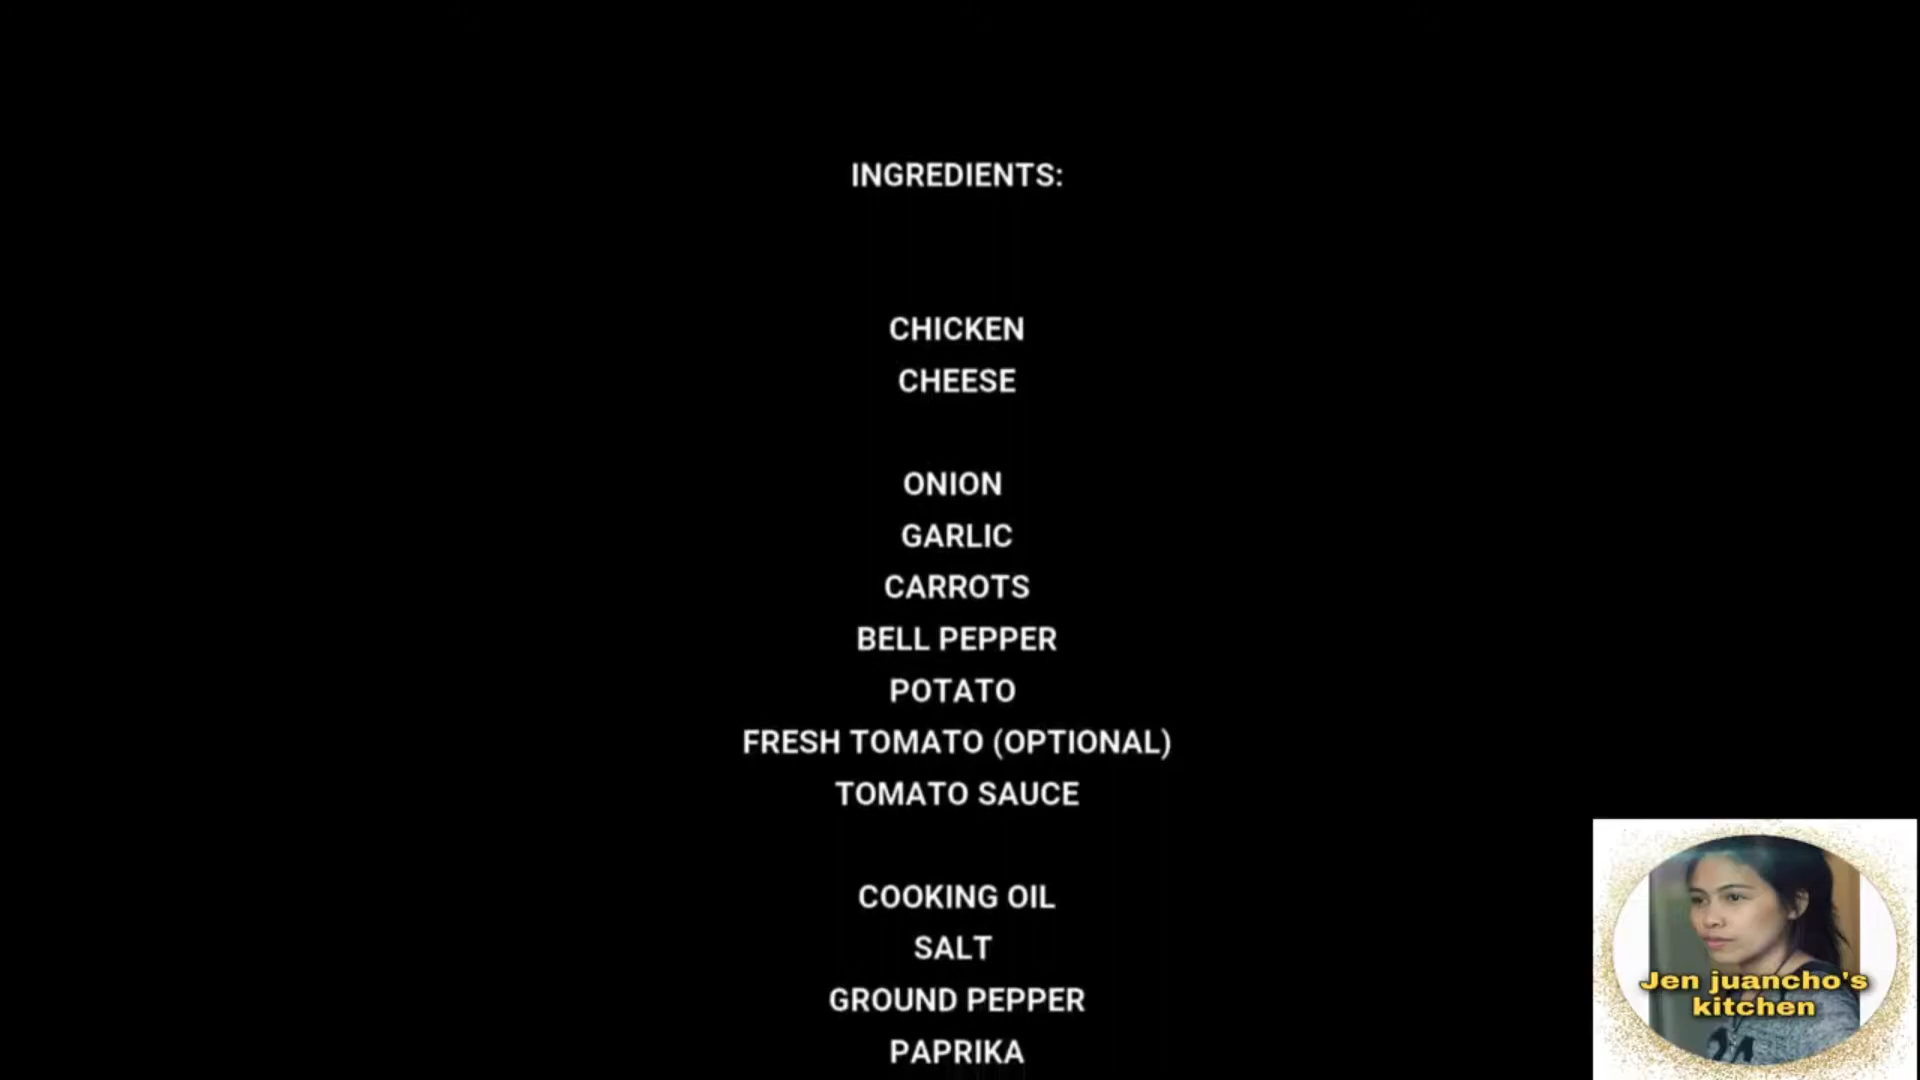 INGREDIENTS:
CHICKEN
CHEESE
ONION
GARLIC
CARROTS
BELL PEPPER
POTATO
FRESH TOMATO (OPTIONAL)
TOMATO SAUCE
COOKING OIL
SALT
GROUND PEPPER
PAPRIKA
Jen juancho's
kitchen